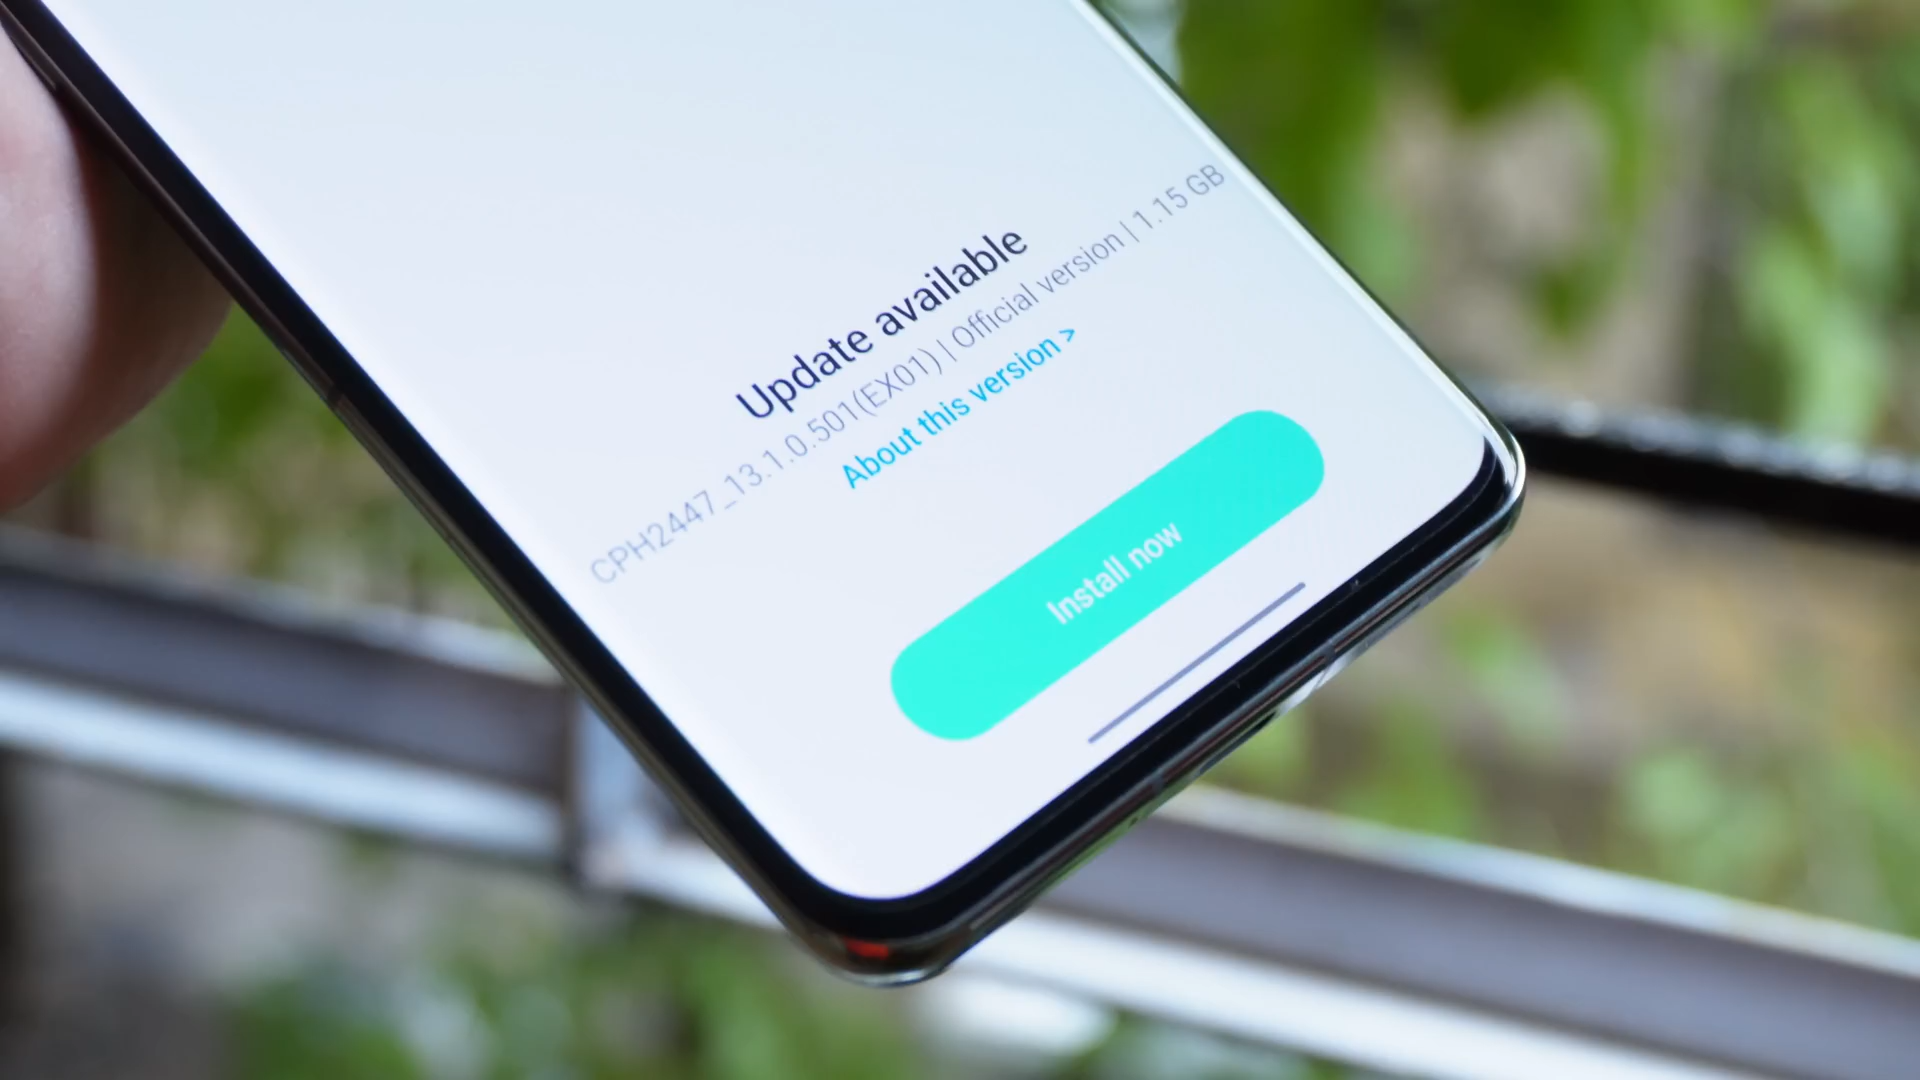 Update available
CPH2447_13.1.0.501(EX01) | Official version | 1.15 GB
About this version >
Install now